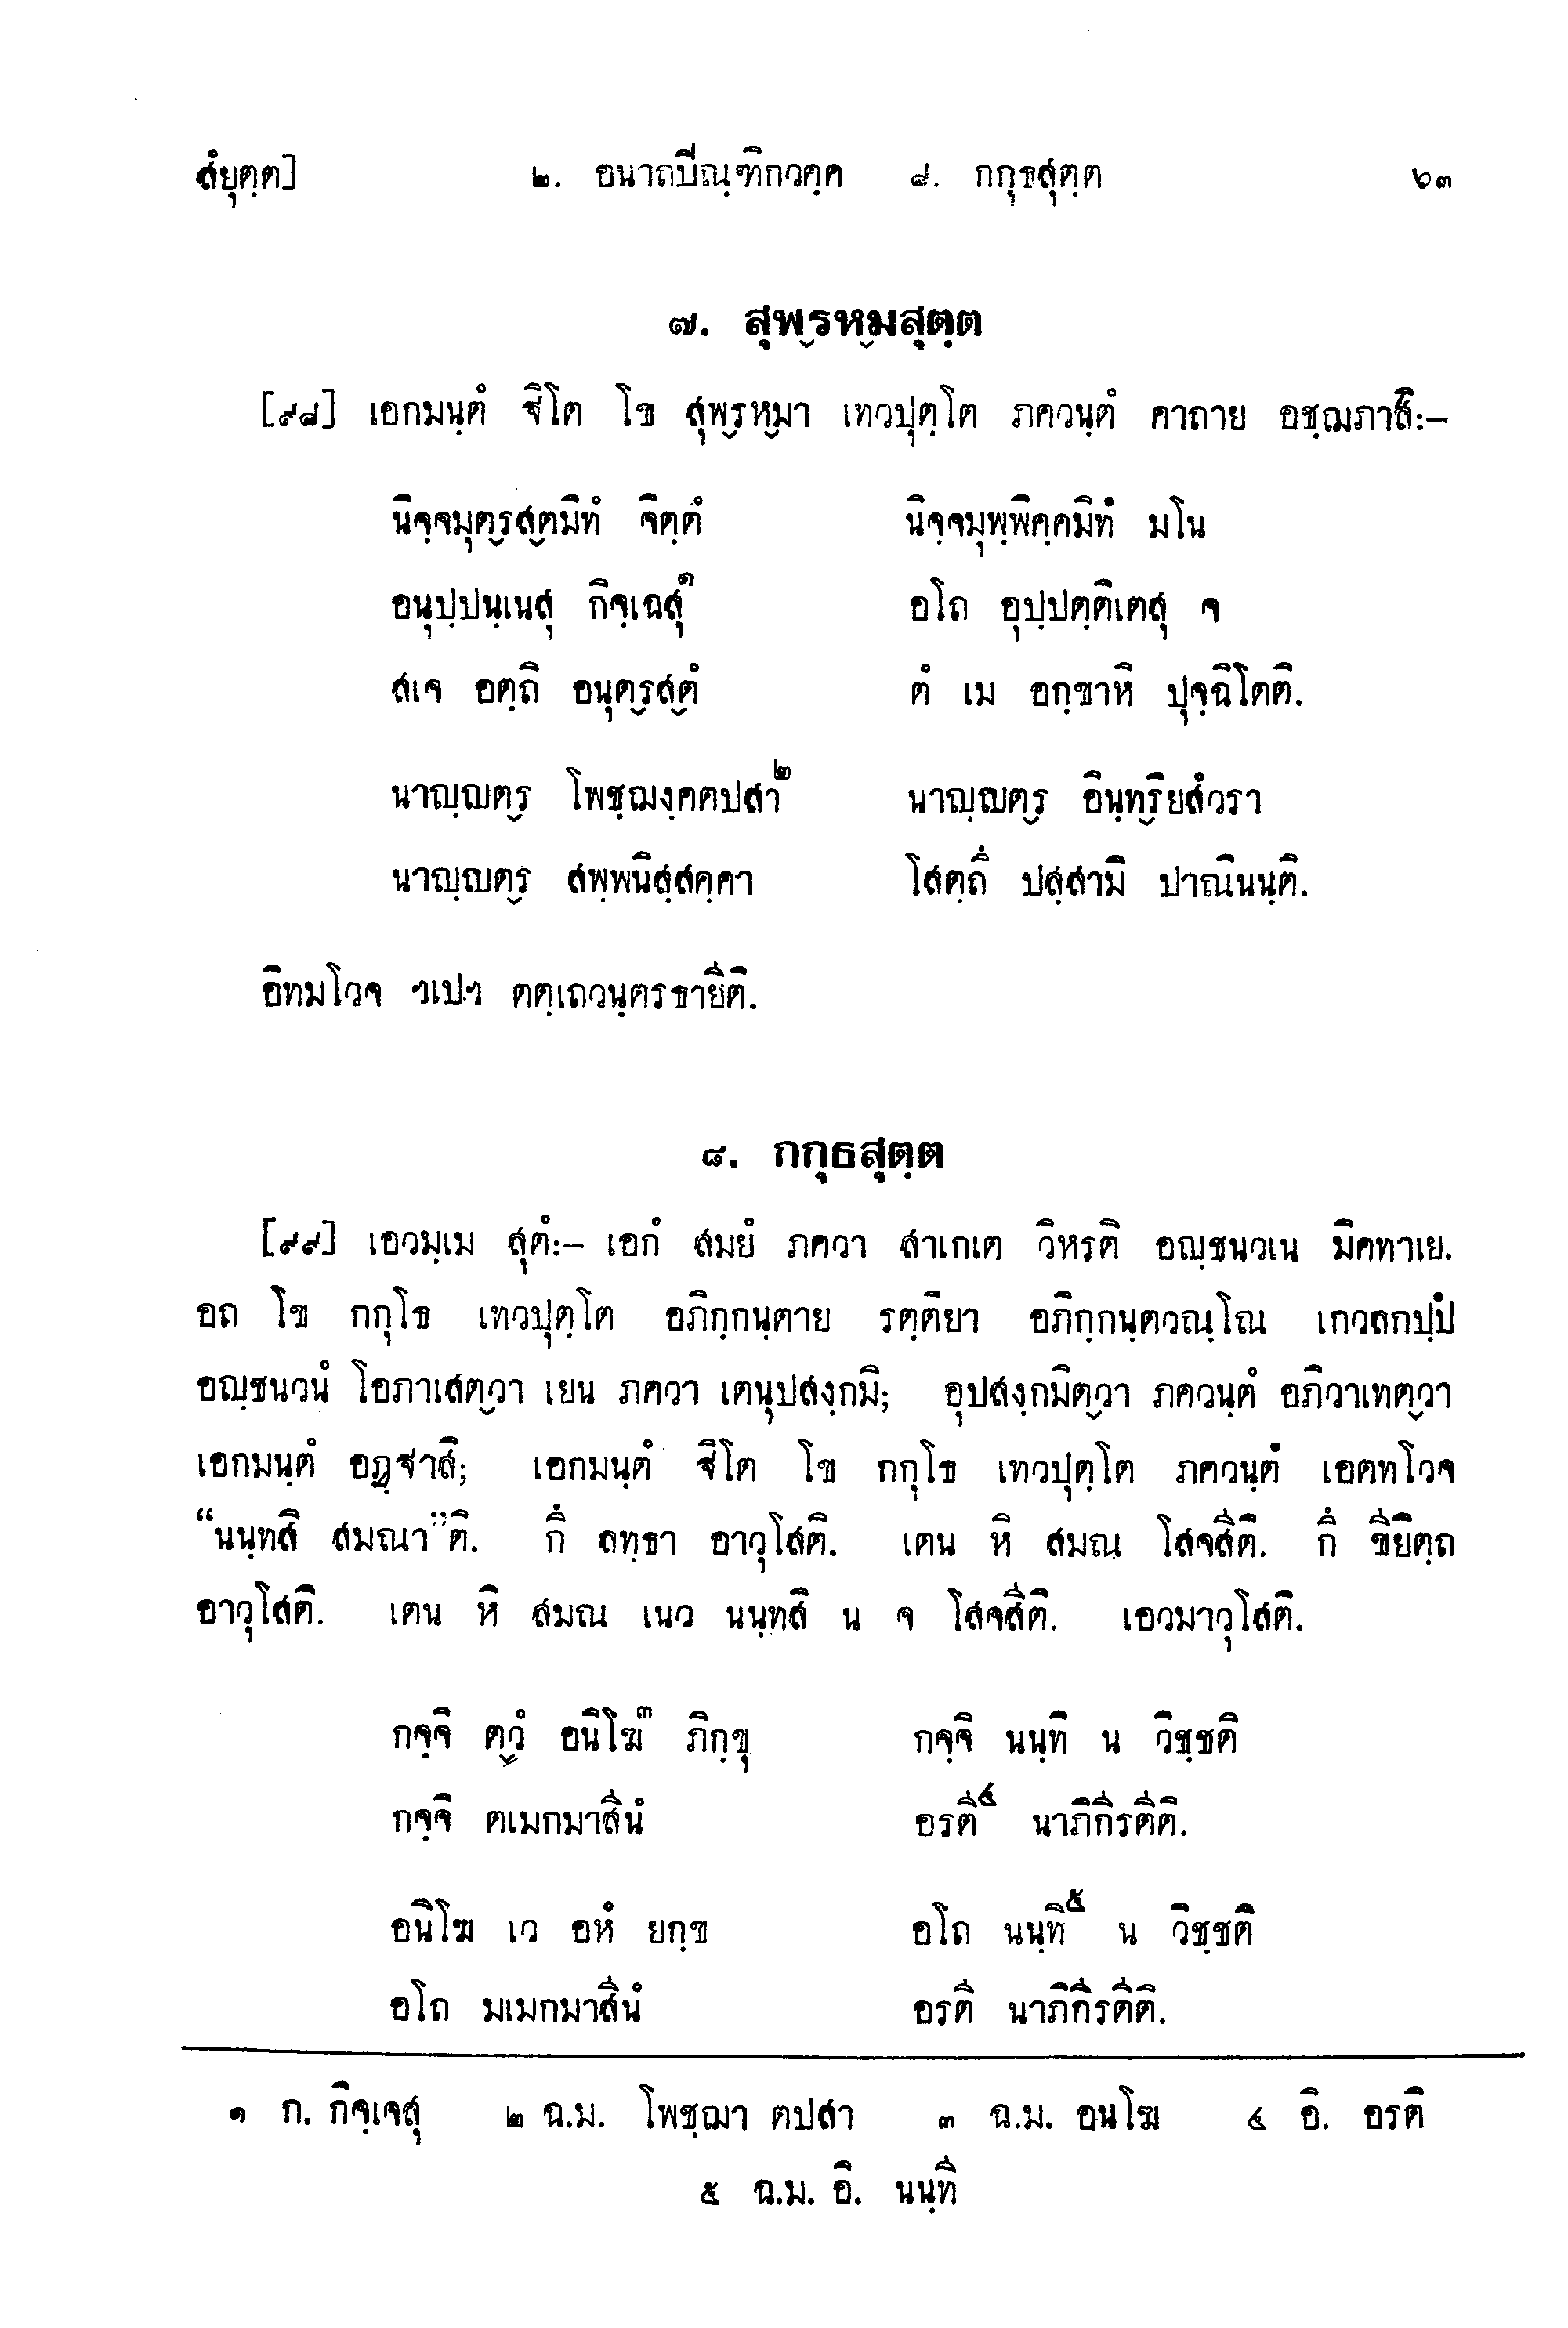 สํยุตฺต]    ๒. อนาถปีณฺฑิกวคฺค    ๘. กกุธสุตฺต    ๖๓
๗. สุพฺรหฺมสุตฺต
[๙๘] เอกมนฺตํ ฐิโต โข สุพฺรหฺมา เทวปุตฺโต ภควนฺตํ คาถาย อชฺฌภาสิ:–
นิจฺจมุตฺรสฺตมิทํ จิตฺตํ    นิจฺจมุพฺพิคฺคมิทํ มโน
อนุปฺปนฺเนสุ กิจฺเฉสุ๑    อโถ อุปฺปตฺติเตสุ จ
สเจ อตฺถิ อนุตฺรสฺตํ    ตํ เม อกฺขาหิ ปุจฺฉิโตติ.
นาญฺญตฺร โพชฺฌงฺคตปสา๒    นาญฺญตฺร อินฺทฺริยสํวรา
นาญฺญตฺร สพฺพนิสฺสคฺคา    โสตฺถึ ปสฺสามิ ปาณินนฺติ.
อิทมโวจ ฯเปฯ ตตฺเถวนฺตรธายีติ.
๘. กกุธสุตฺต
[๙๙] เอวมฺเม สุตํ:– เอกํ สมยํ ภควา สาเกเต วิหรติ อญฺชนวเน มิคทาเย.
อถ โข กกุโธ เทวปุตฺโต อภิกฺกนฺตาย รตฺติยา อภิกฺกนฺตวณฺโณ เกวลกปฺปํ
อญฺชนวนํ โอภาเสตฺวา เยน ภควา เตนุปสงฺกมิ; อุปสงฺกมิตฺวา ภควนฺตํ อภิวาเทตฺวา
เอกมนฺตํ อฏฺฐาสิ; เอกมนฺตํ ฐิโต โข กกุโธ เทวปุตฺโต ภควนฺตํ เอตทโวจ
“นนฺทสิ สมณา”ติ. กึ ลทฺธา อาวุโสติ. เตน หิ สมณ โสจสีติ. กึ ชียิตฺถ
อาวุโสติ. เตน หิ สมณ เนว นนฺทสิ น จ โสจสีติ. เอวมาวุโสติ.
กจฺจิ ตฺวํ อนิโฆ๓ ภิกฺขุ    กจฺจิ นนฺทิ น วิชฺชติ
กจฺจิ ตเมกมาสีนํ    อรตี๔ นาภิกีรตีติ.
อนิโฆ เว อหํ ยกฺข    อโถ นนฺทิ๕ น วิชฺชติ
อโถ มเมกมาสีนํ    อรตี นาภิกีรตีติ.
๑ ก. กิจฺเจสุ    ๒ ฉ.ม. โพชฺฌา ตปสา    ๓ ฉ.ม. อนโฆ    ๔ อิ. อรติ
๕ ฉ.ม. อิ. นนฺที